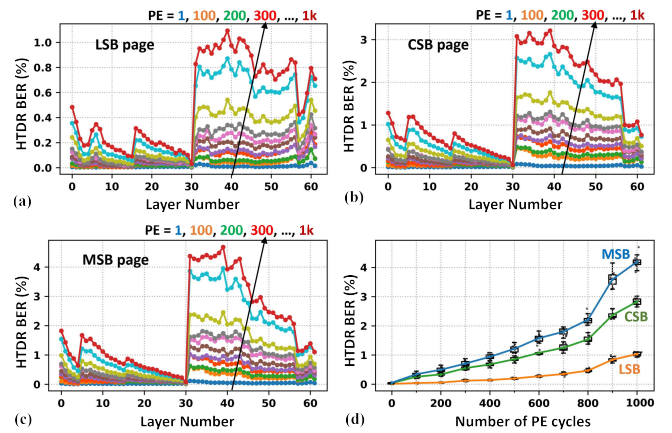 PE = 1, 100, 200, 300, ..., 1k
LSB page
HTDR BER (%)
1.0
0.8
0.6
0.4
0.2
0.0
0 10 20 30 40 50 60
Layer Number
(a)
PE = 1, 100, 200, 300, ..., 1k
CSB page
HTDR BER (%)
3
2
1
0
0 10 20 30 40 50 60
Layer Number
(b)
PE = 1, 100, 200, 300, ..., 1k
MSB page
HTDR BER (%)
4
3
2
1
0
0 10 20 30 40 50 60
Layer Number
(c)
MSB
CSB
LSB
HTDR BER (%)
4
3
2
1
0
0 200 400 600 800 1000
Number of PE cycles
(d)